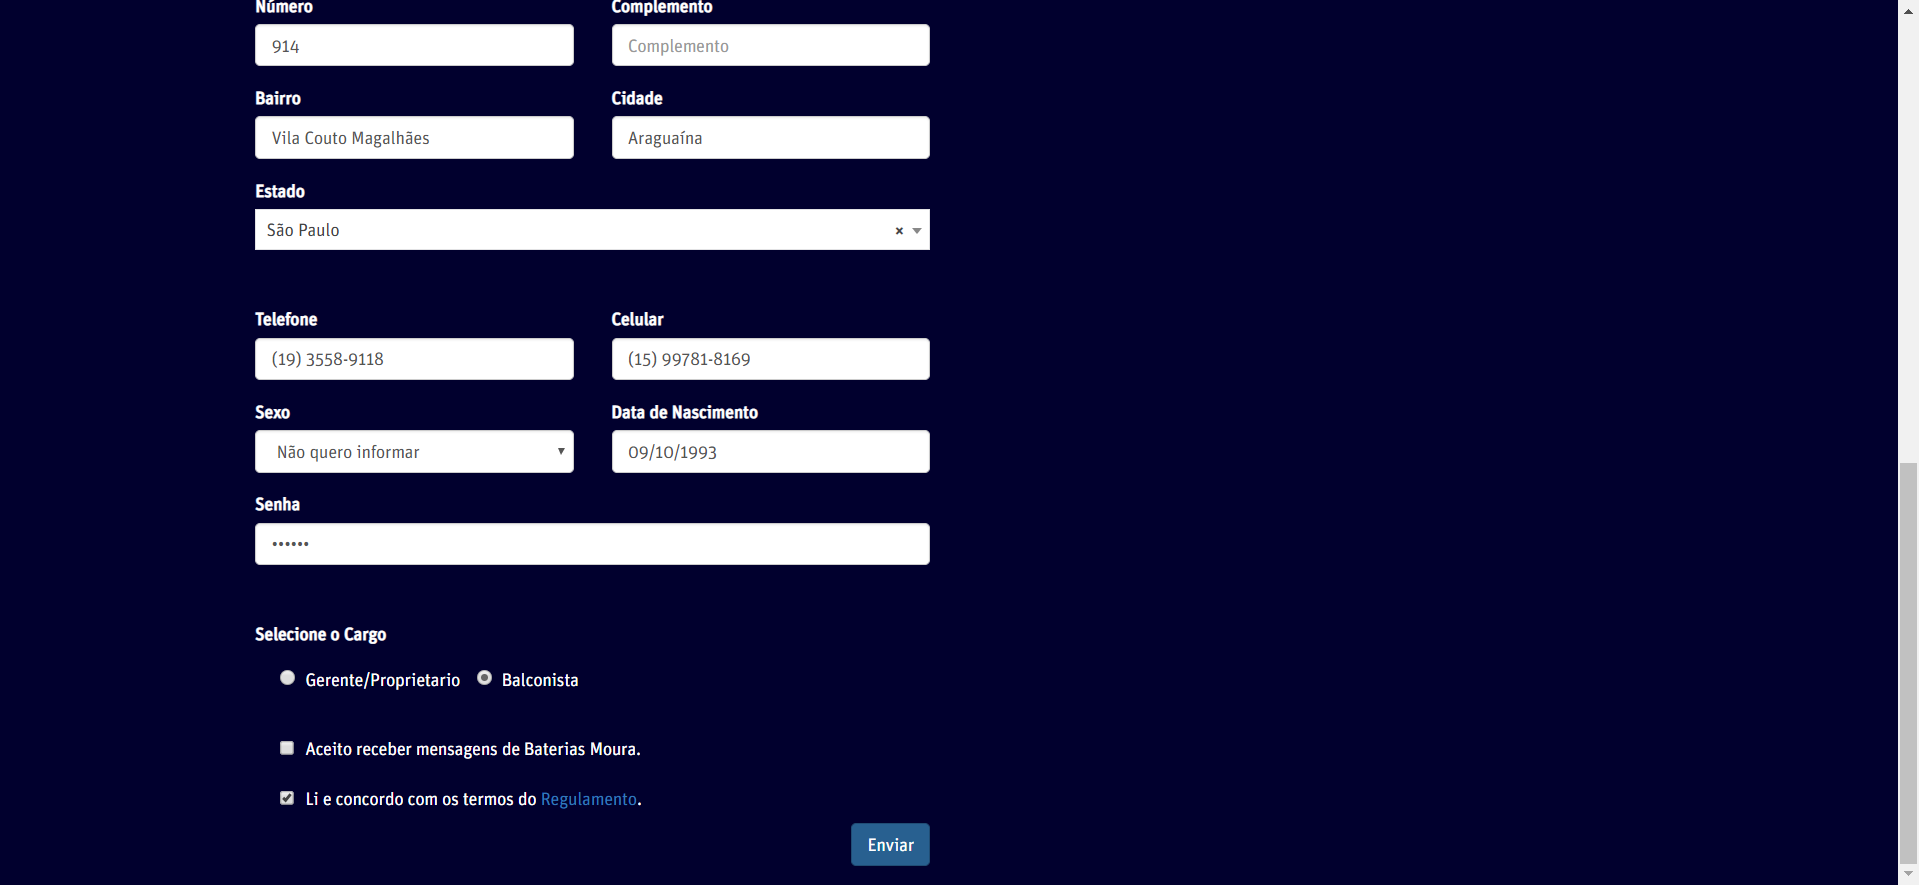 Número Complemento
914 Complemento
Bairro Cidade
Vila Couto Magalhães Araguaína
Estado
São Paulo × 
Telefone Celular
(19) 3558-9118 (15) 99781-8169
Sexo Data de Nascimento
Não quero informar 09/10/1993
Senha
••••••
Selecione o Cargo
Gerente/Proprietario Balconista
Aceito receber mensagens de Baterias Moura.
Li e concordo com os termos do Regulamento.
Enviar